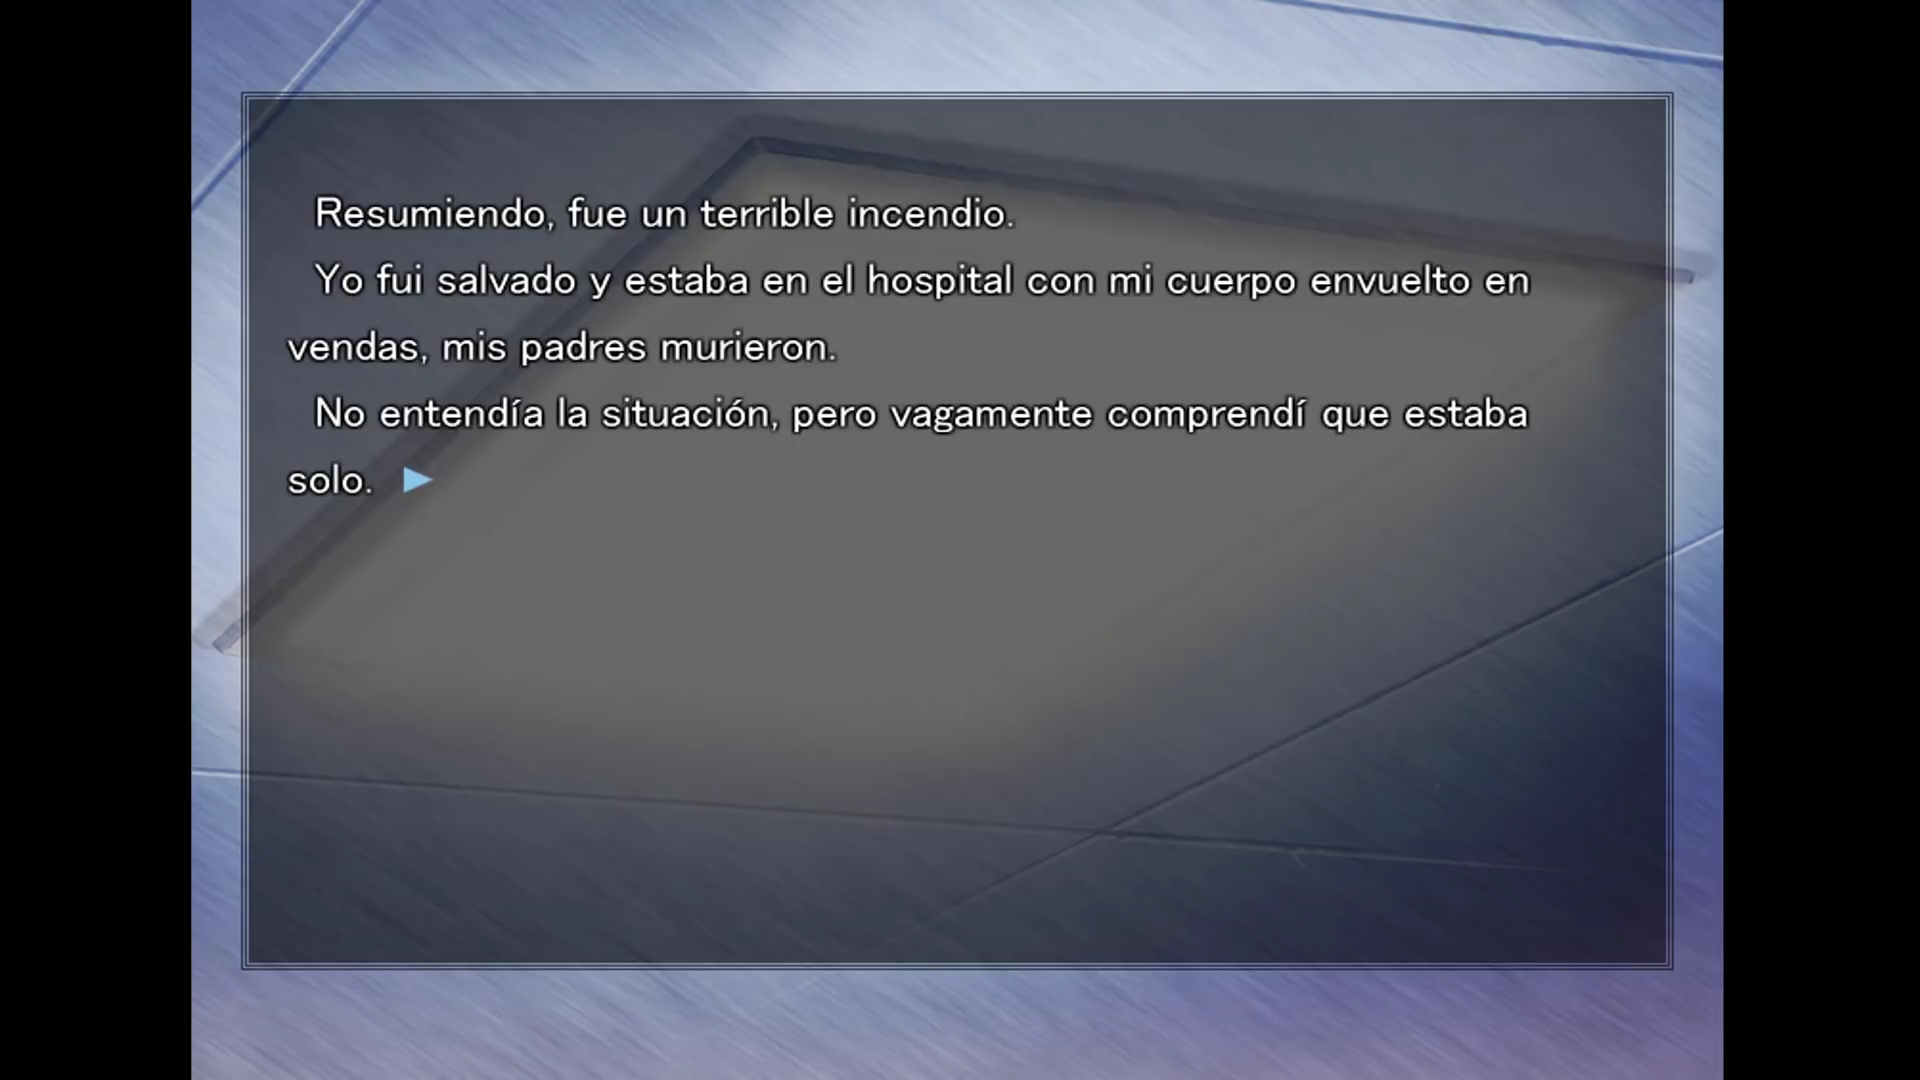 Resumiendo, fue un terrible incendio.
Yo fui salvado y estaba en el hospital con mi cuerpo envuelto en
vendas, mis padres murieron.
No entendía la situación, pero vagamente comprendí que estaba
solo.